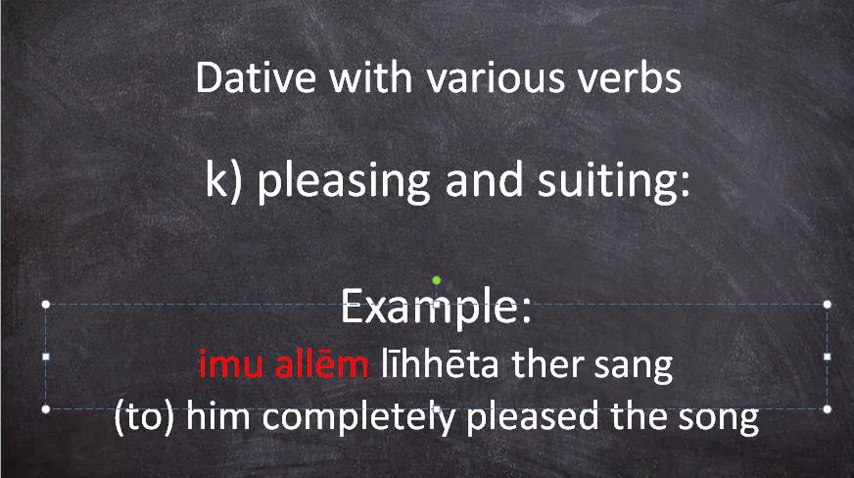 Dative with various verbs
k) pleasing and suiting:
Example:
imu allēm līhhēta ther sang
(to) him completely pleased the song